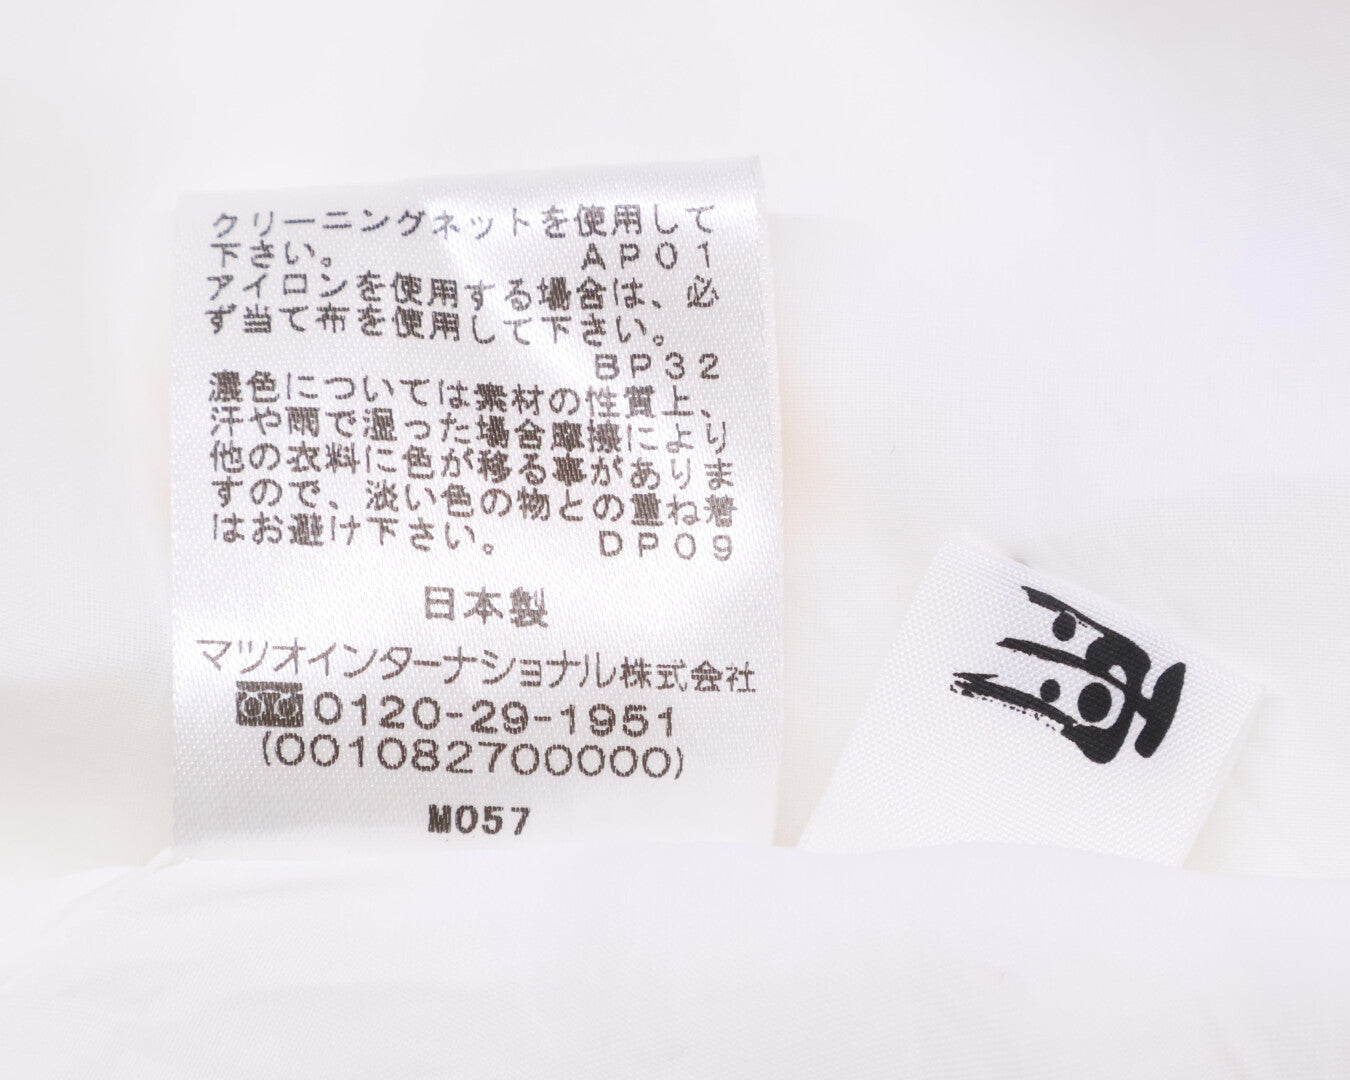 クリーニングネットを使用して
下さい。 AP01
アイロンを使用する場合は、必
ず当て布を使用して下さい。
BP32
濃色については素材の性質上、
汗や雨で湿った場合摩擦により
他の衣料に色が移る事がありま
すので、淡い色の物との重ね着
はお避け下さい。 DP09
日本製
マツオインターナショナル株式会社
0120-29-1951
(001082700000)
M057